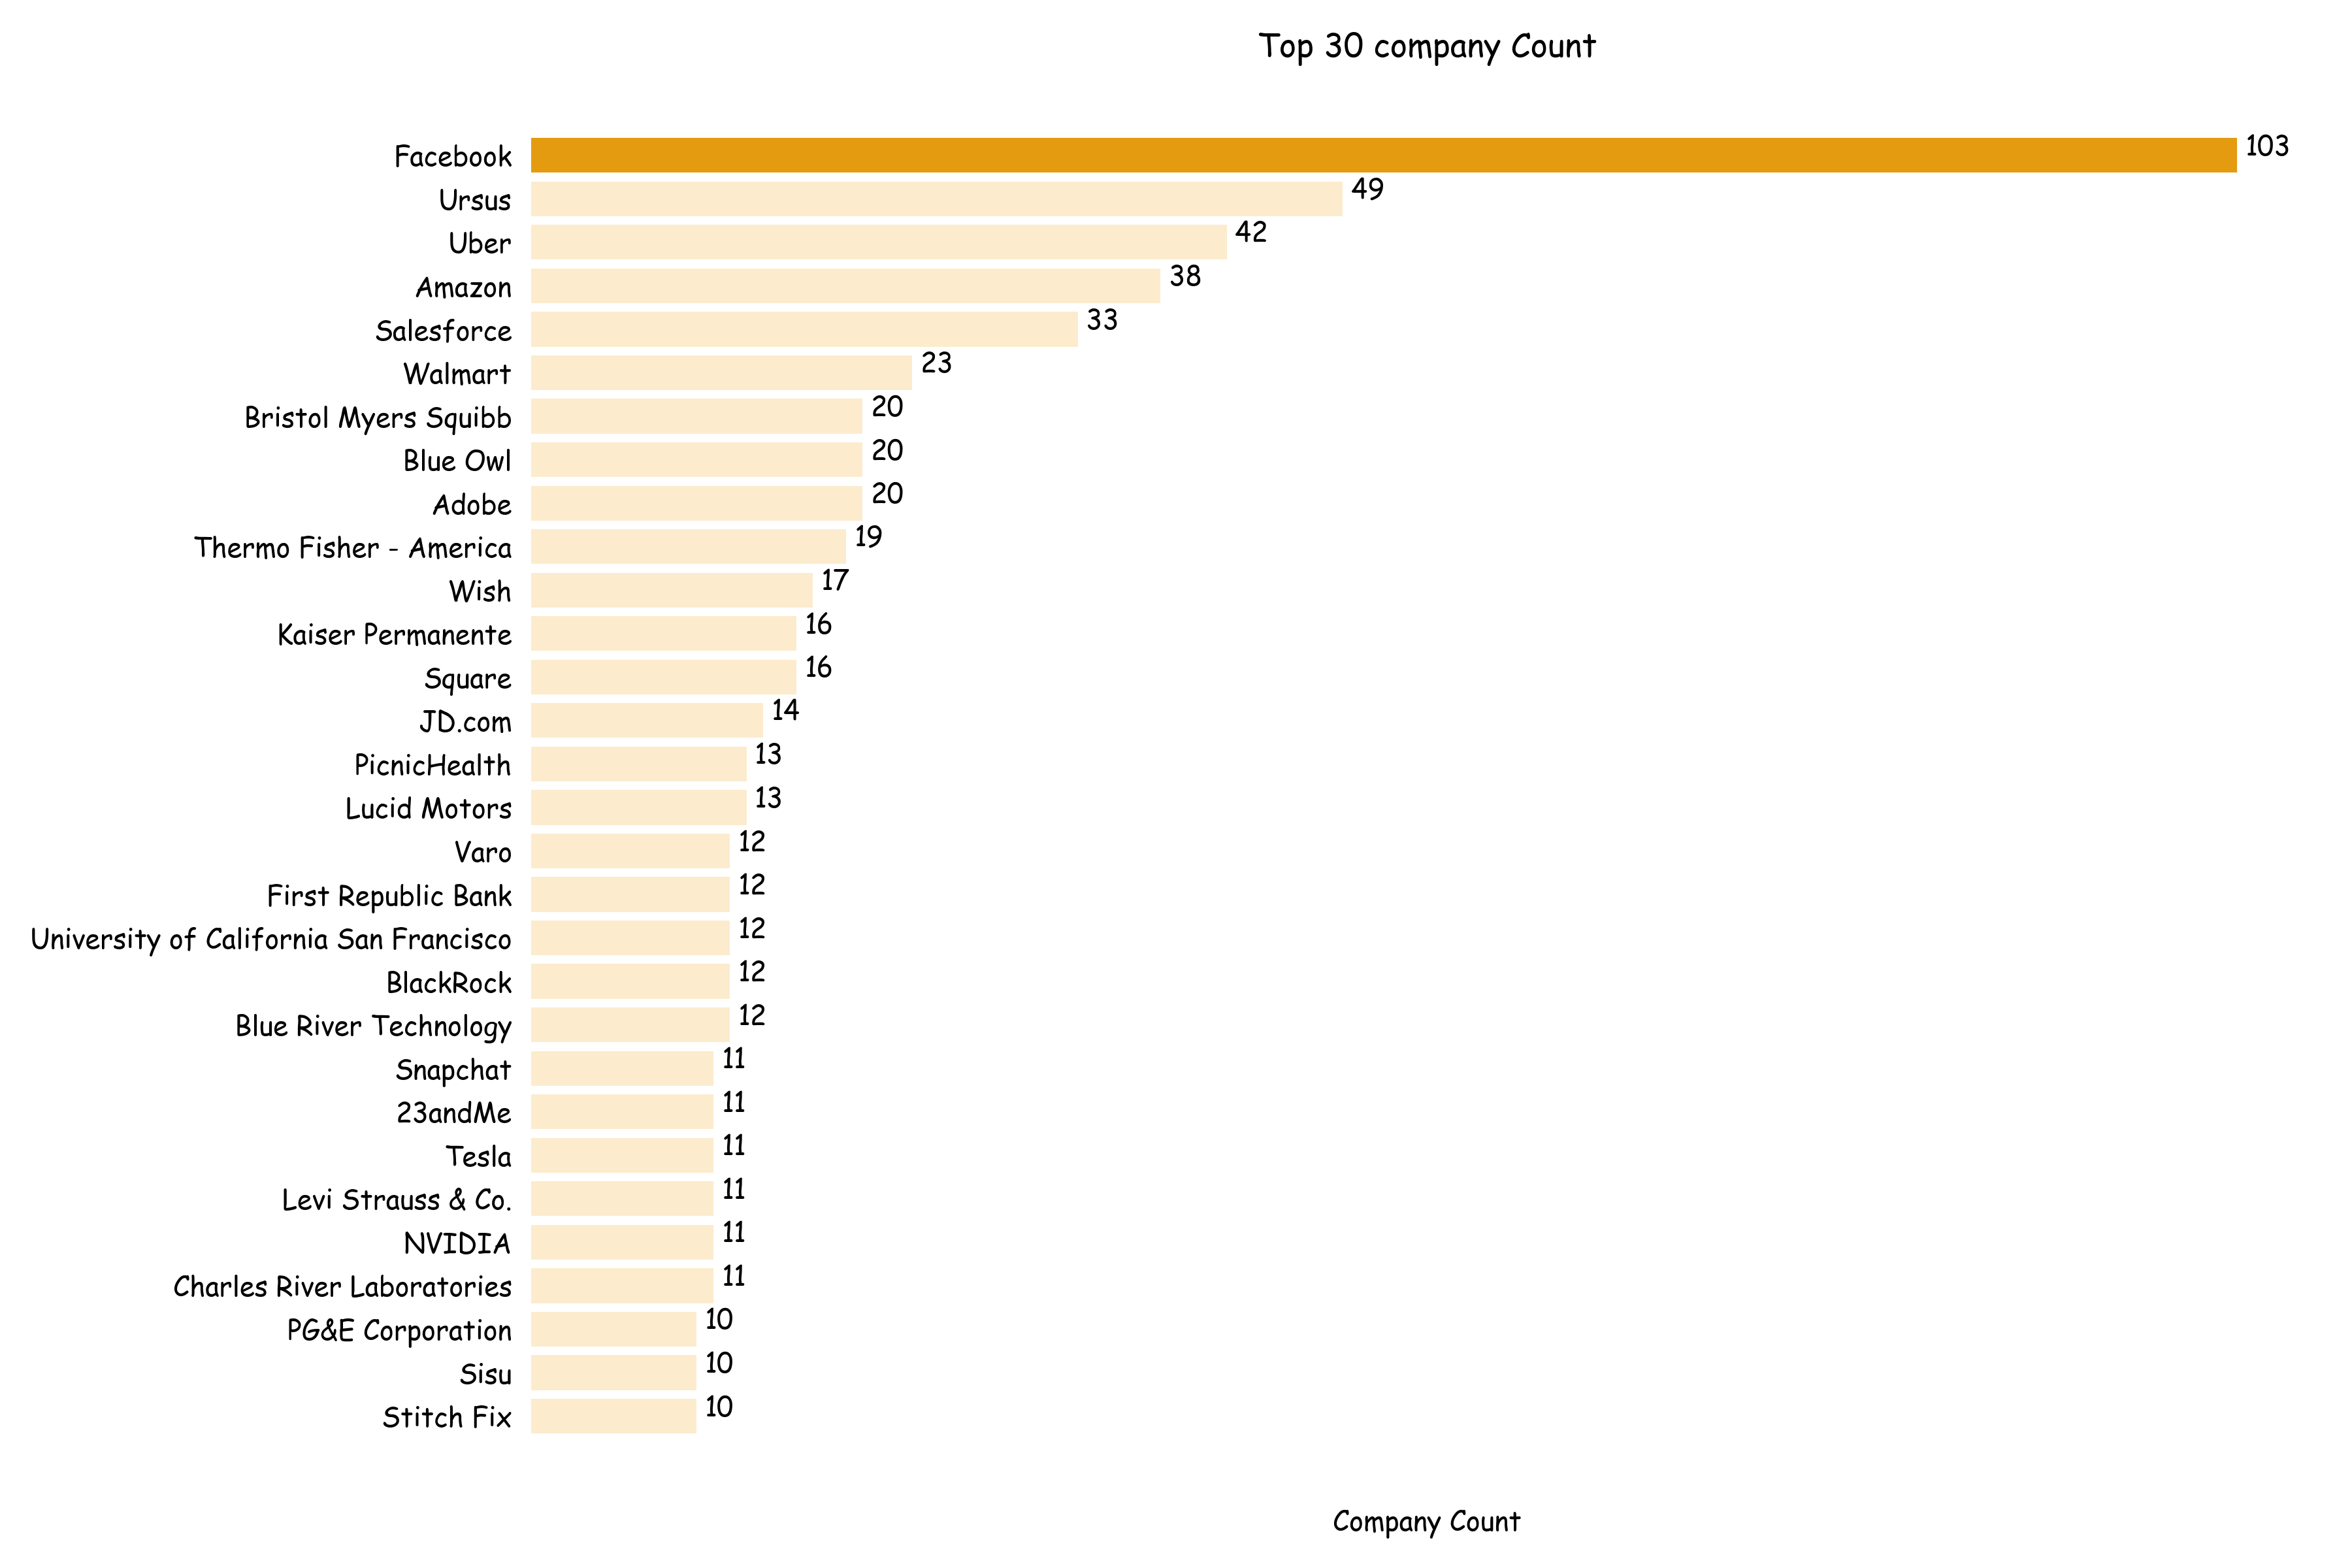 Top 30 company Count
Facebook 103
Ursus 49
Uber 42
Amazon 38
Salesforce 33
Walmart 23
Bristol Myers Squibb 20
Blue Owl 20
Adobe 20
Thermo Fisher - America 19
Wish 17
Kaiser Permanente 16
Square 16
JD.com 14
PicnicHealth 13
Lucid Motors 13
Varo 12
First Republic Bank 12
University of California San Francisco 12
BlackRock 12
Blue River Technology 12
Snapchat 11
23andMe 11
Tesla 11
Levi Strauss & Co. 11
NVIDIA 11
Charles River Laboratories 11
PG&E Corporation 10
Sisu 10
Stitch Fix 10
Company Count